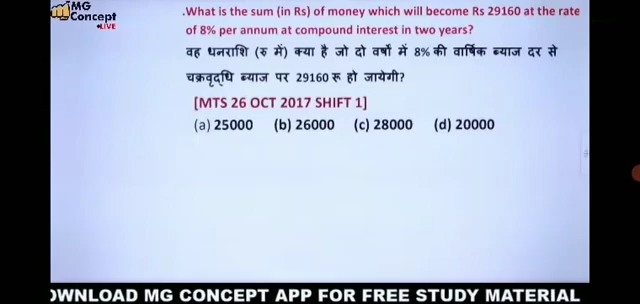 MG
Concept
LIVE
.What is the sum (in Rs) of money which will become Rs 29160 at the rate
of 8% per annum at compound interest in two years?
वह धनराशि (रु में) क्या है जो दो वर्षो में 8% की वार्षिक ब्याज दर से
चक्रवृद्धि ब्याज पर 29160 रू हो जायेगी?
[MTS 26 OCT 2017 SHIFT 1]
(a) 25000 (b) 26000 (c) 28000 (d) 20000
OWNLOAD MG CONCEPT APP FOR FREE STUDY MATERIAL